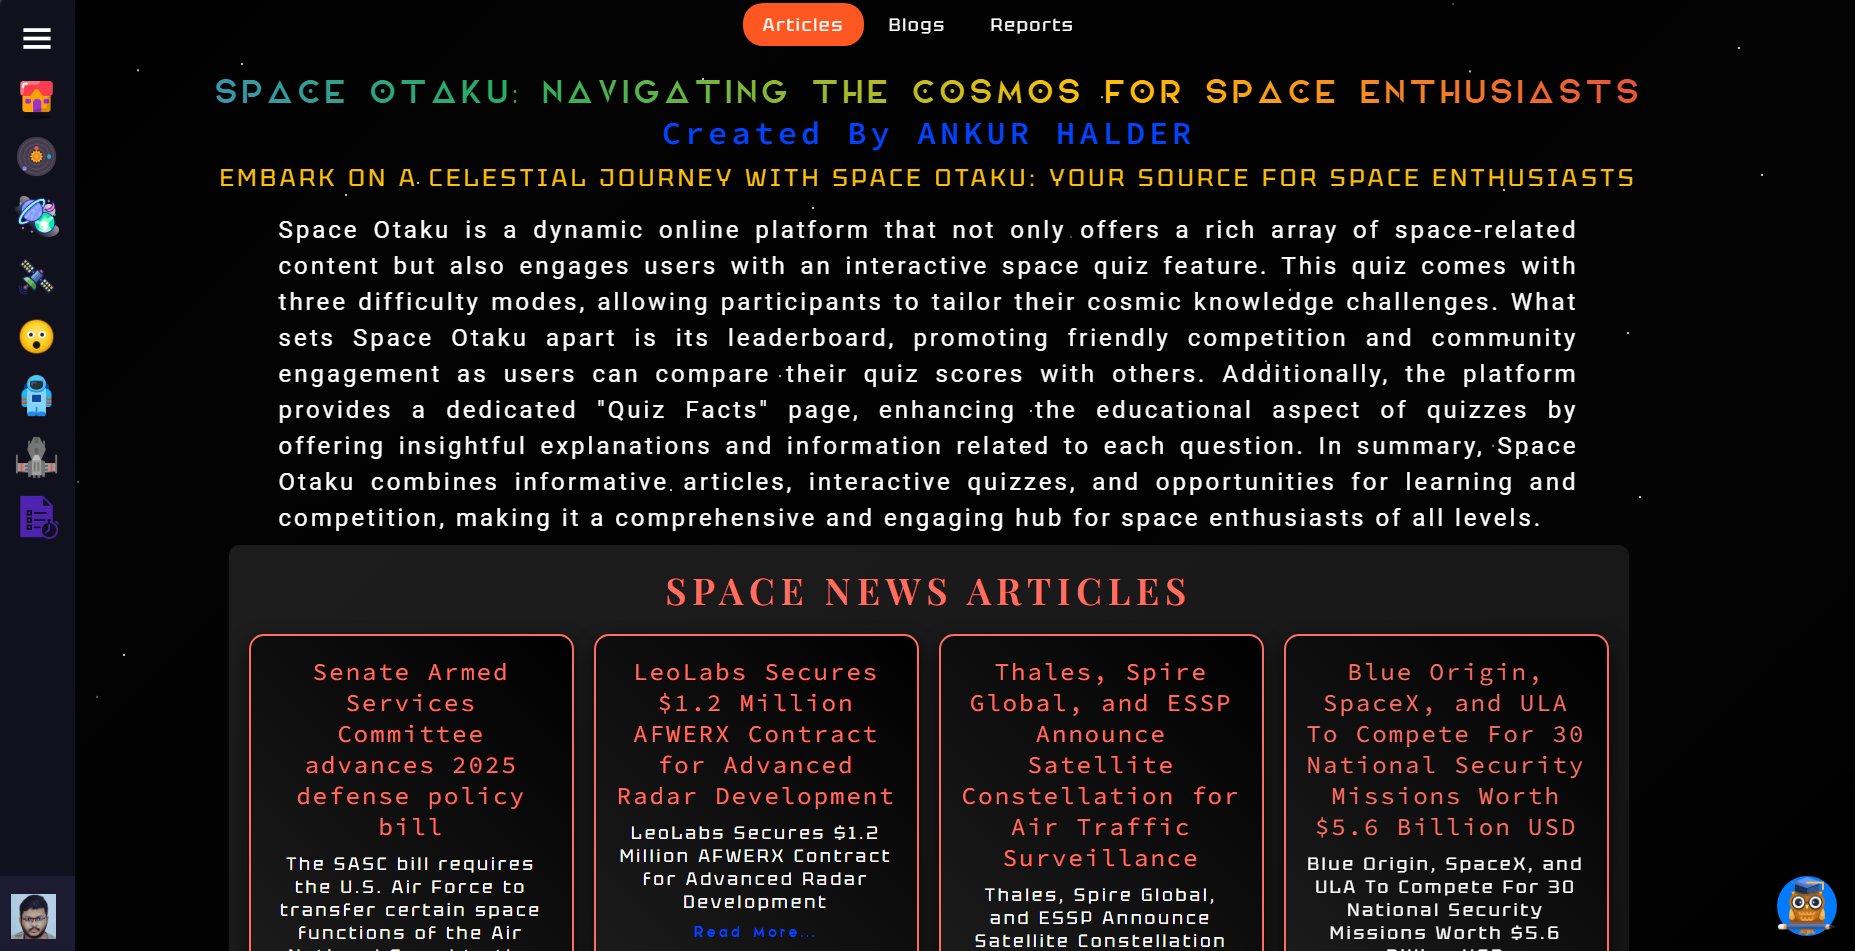 Articles Blogs Reports
SPACE OTAKU: NAVIGATING THE COSMOS FOR SPACE ENTHUSIASTS
Created By ANKUR HALDER
EMBARK ON A CELESTIAL JOURNEY WITH SPACE OTAKU: YOUR SOURCE FOR SPACE ENTHUSIASTS
Space Otaku is a dynamic online platform that not only offers a rich array of space-related
content but also engages users with an interactive space quiz feature. This quiz comes with
three difficulty modes, allowing participants to tailor their cosmic knowledge challenges. What
sets Space Otaku apart is its leaderboard, promoting friendly competition and community
engagement as users can compare their quiz scores with others. Additionally, the platform
provides a dedicated "Quiz Facts" page, enhancing the educational aspect of quizzes by
offering insightful explanations and information related to each question. In summary, Space
Otaku combines informative articles, interactive quizzes, and opportunities for learning and
competition, making it a comprehensive and engaging hub for space enthusiasts of all levels.
SPACE NEWS ARTICLES
Senate Armed
Services
Committee
advances 2025
defense policy
bill
The SASC bill requires
the U.S. Air Force to
transfer certain space
functions of the Air
LeoLabs Secures
$1.2 Million
AFWERX Contract
for Advanced
Radar Development
LeoLabs Secures $1.2
Million AFWERX Contract
for Advanced Radar
Development
Read More...
Thales, Spire
Global, and ESSP
Announce
Satellite
Constellation for
Air Traffic
Surveillance
Thales, Spire Global,
and ESSP Announce
Satellite Constellation
Blue Origin,
SpaceX, and ULA
To Compete For 30
National Security
Missions Worth
$5.6 Billion USD
Blue Origin, SpaceX, and
ULA To Compete For 30
National Security
Missions Worth $5.6